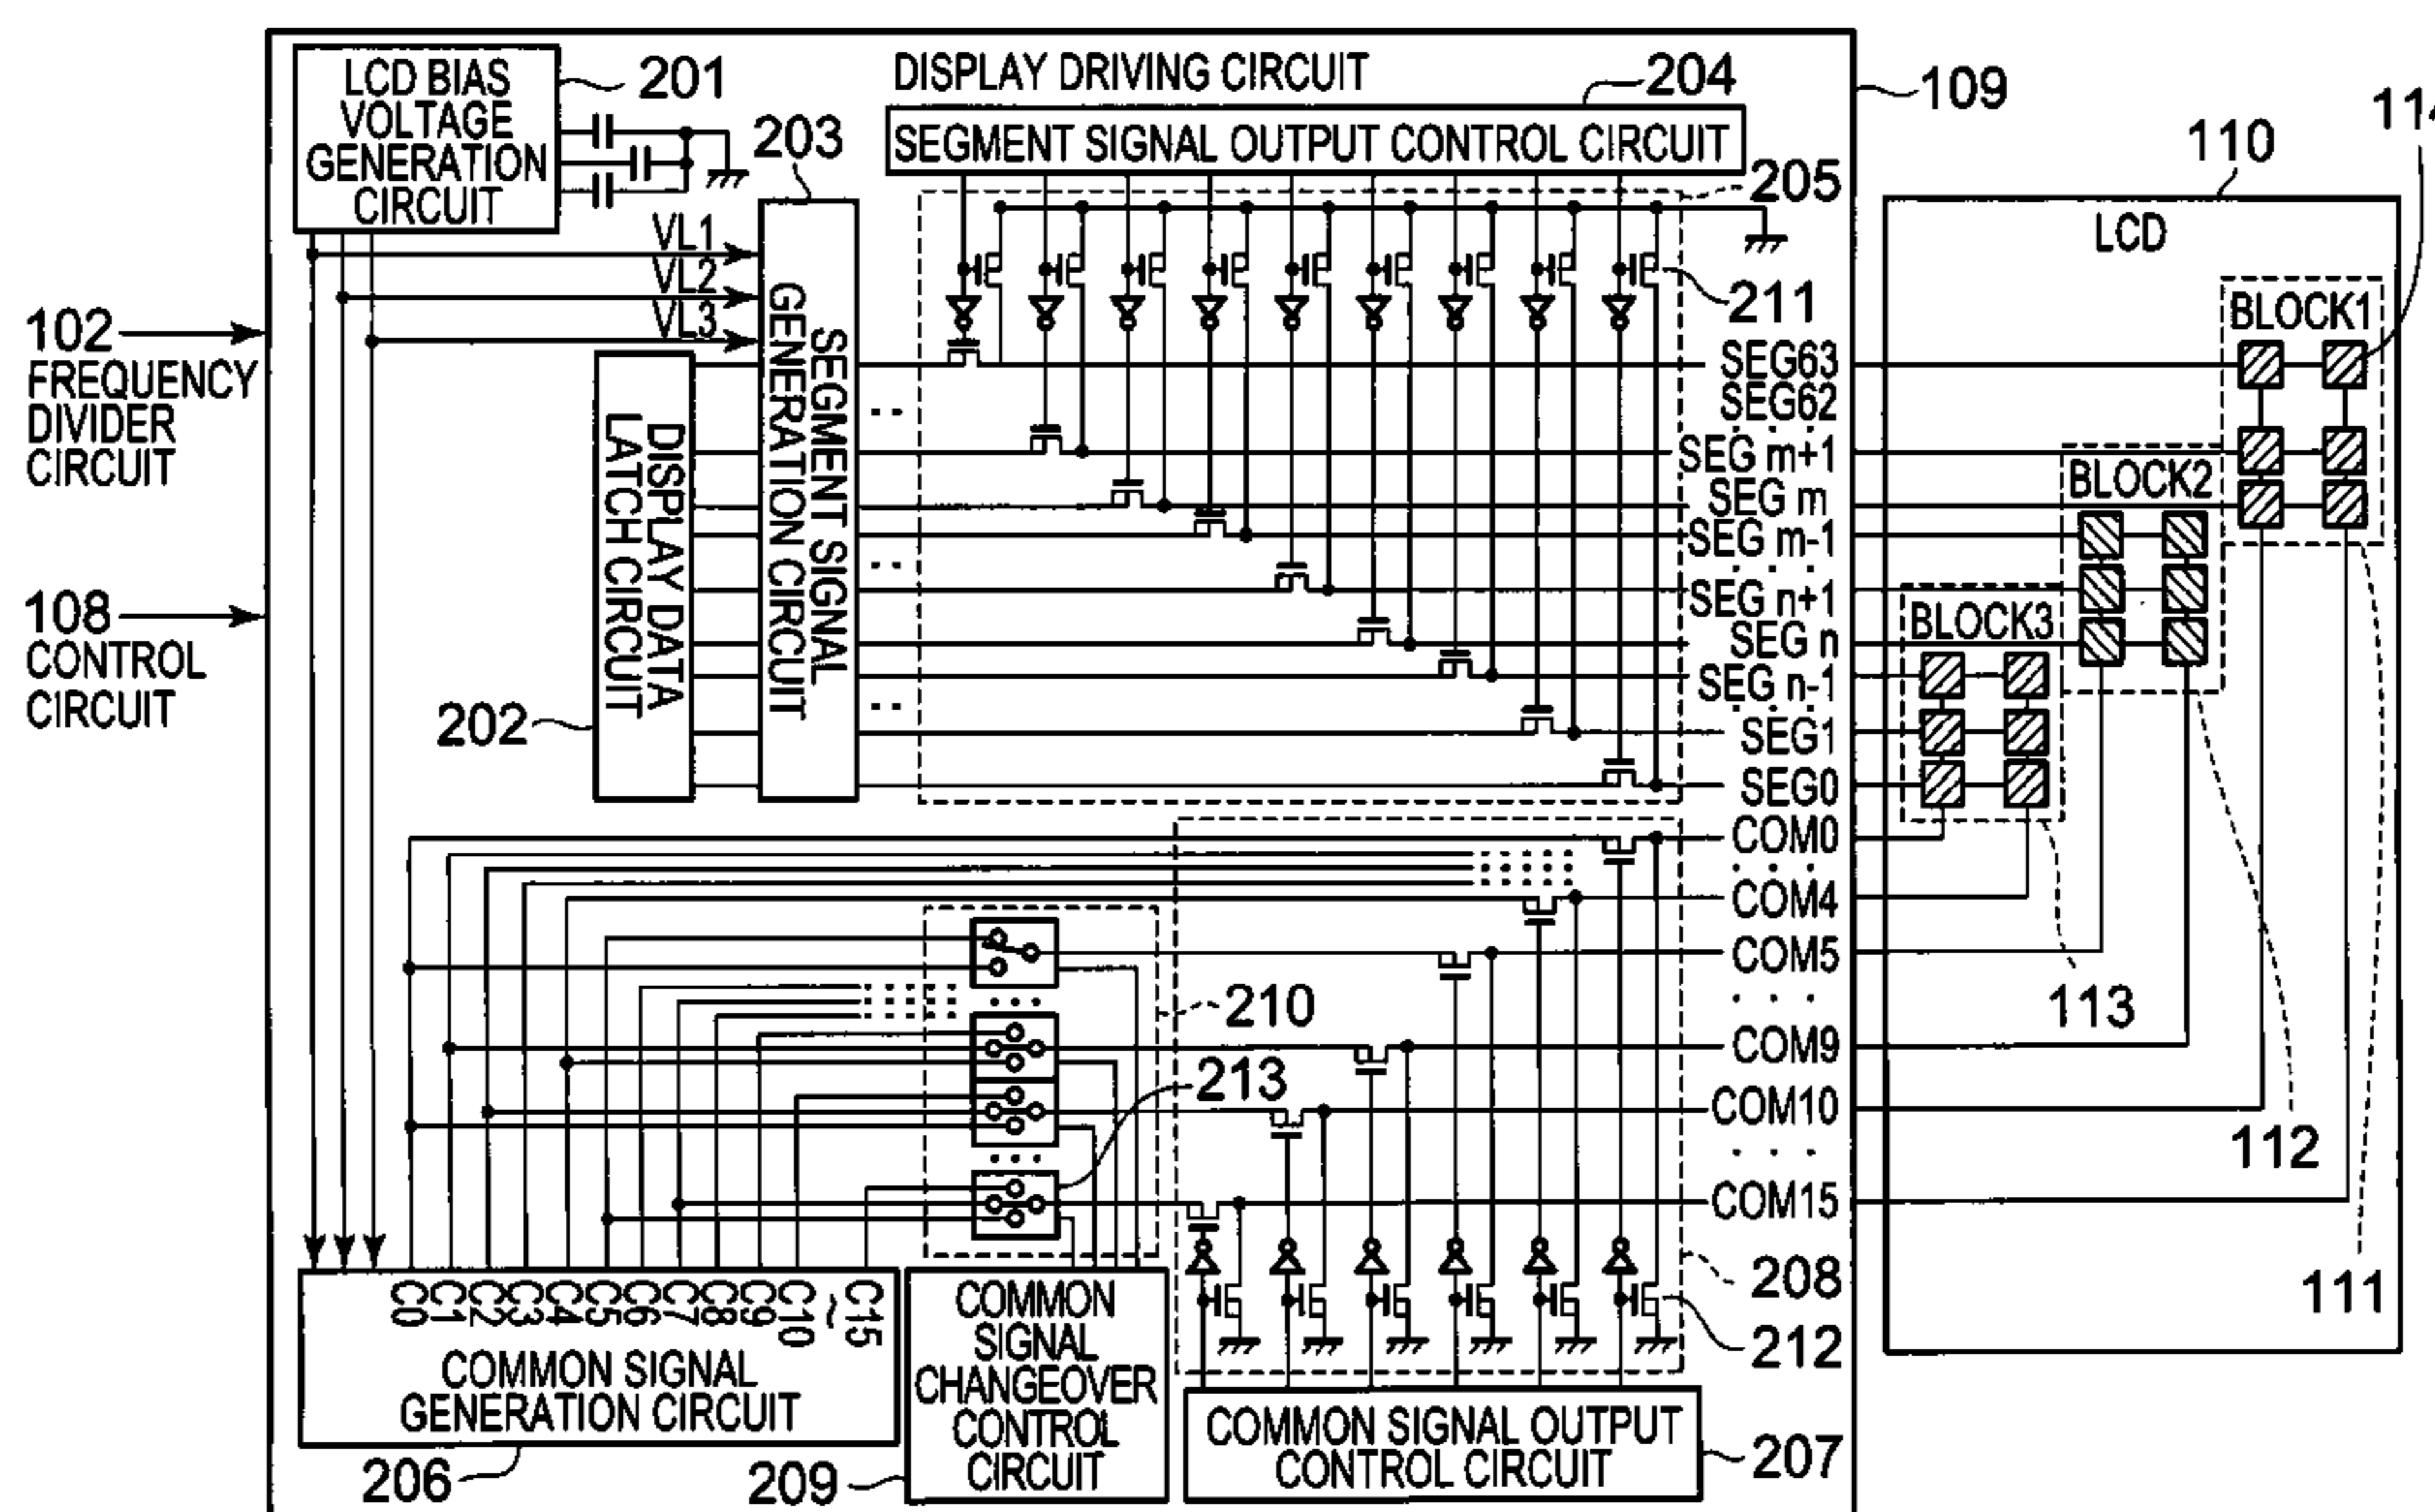 LCD BIAS
VOLTAGE
GENERATION
CIRCUIT
201
DISPLAY DRIVING CIRCUIT
204
SEGMENT SIGNAL OUTPUT CONTROL CIRCUIT
203
205
109
110
LCD
VL1
VL2
VL3
211
102
FREQUENCY
DIVIDER
CIRCUIT
108
CONTROL
CIRCUIT
SEGMENT SIGNAL
GENERATION CIRCUIT
DISPLAY DATA
LATCH CIRCUIT
202
SEG63
SEG62
SEG m+1
SEG m
SEG m-1
SEG n+1
SEG n
SEG n-1
SEG1
SEG0
COM0
COM4
COM5
COM9
COM10
COM15
BLOCK1
BLOCK2
BLOCK3
113
112
111
210
213
208
212
C0
C1
C2
C3
C4
C5
C6
C7
C8
C9
C10
~
C15
COMMON SIGNAL
GENERATION CIRCUIT
206
COMMON
SIGNAL
CHANGEOVER
CONTROL
CIRCUIT
209
COMMON SIGNAL OUTPUT
CONTROL CIRCUIT
207